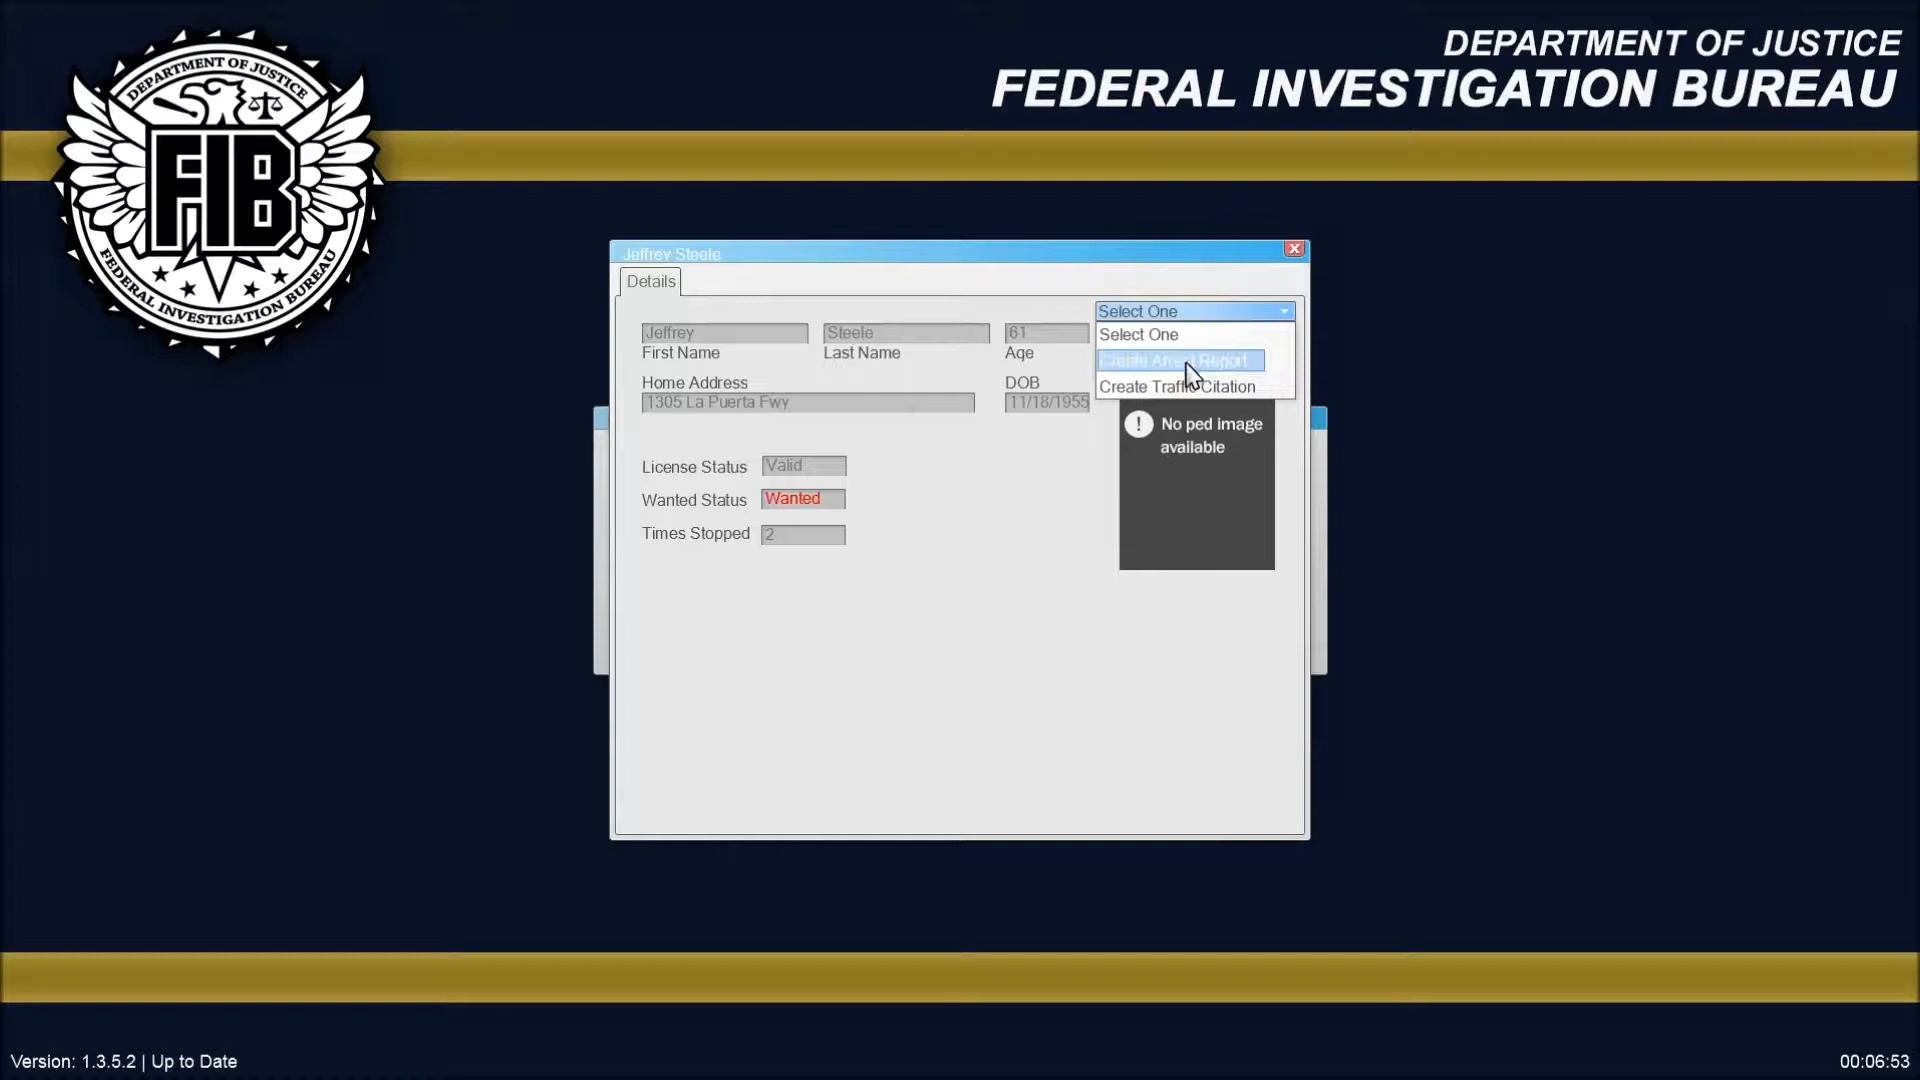 DEPARTMENT OF JUSTICE
FEDERAL INVESTIGATION BUREAU
DEPARTMENT OF JUSTICE
FIB
FEDERAL INVESTIGATION BUREAU
Jeffrey Steele
Details
Select One
Select One
Create Arrest Report
Create Traffic Citation
Jeffrey
Steele
61
First Name
Last Name
Age
Home Address
DOB
1305 La Puerta Fwy
11/18/1955
! No ped image
available
License Status
Valid
Wanted Status
Wanted
Times Stopped
2
Version: 1.3.5.2 | Up to Date
00:06:53